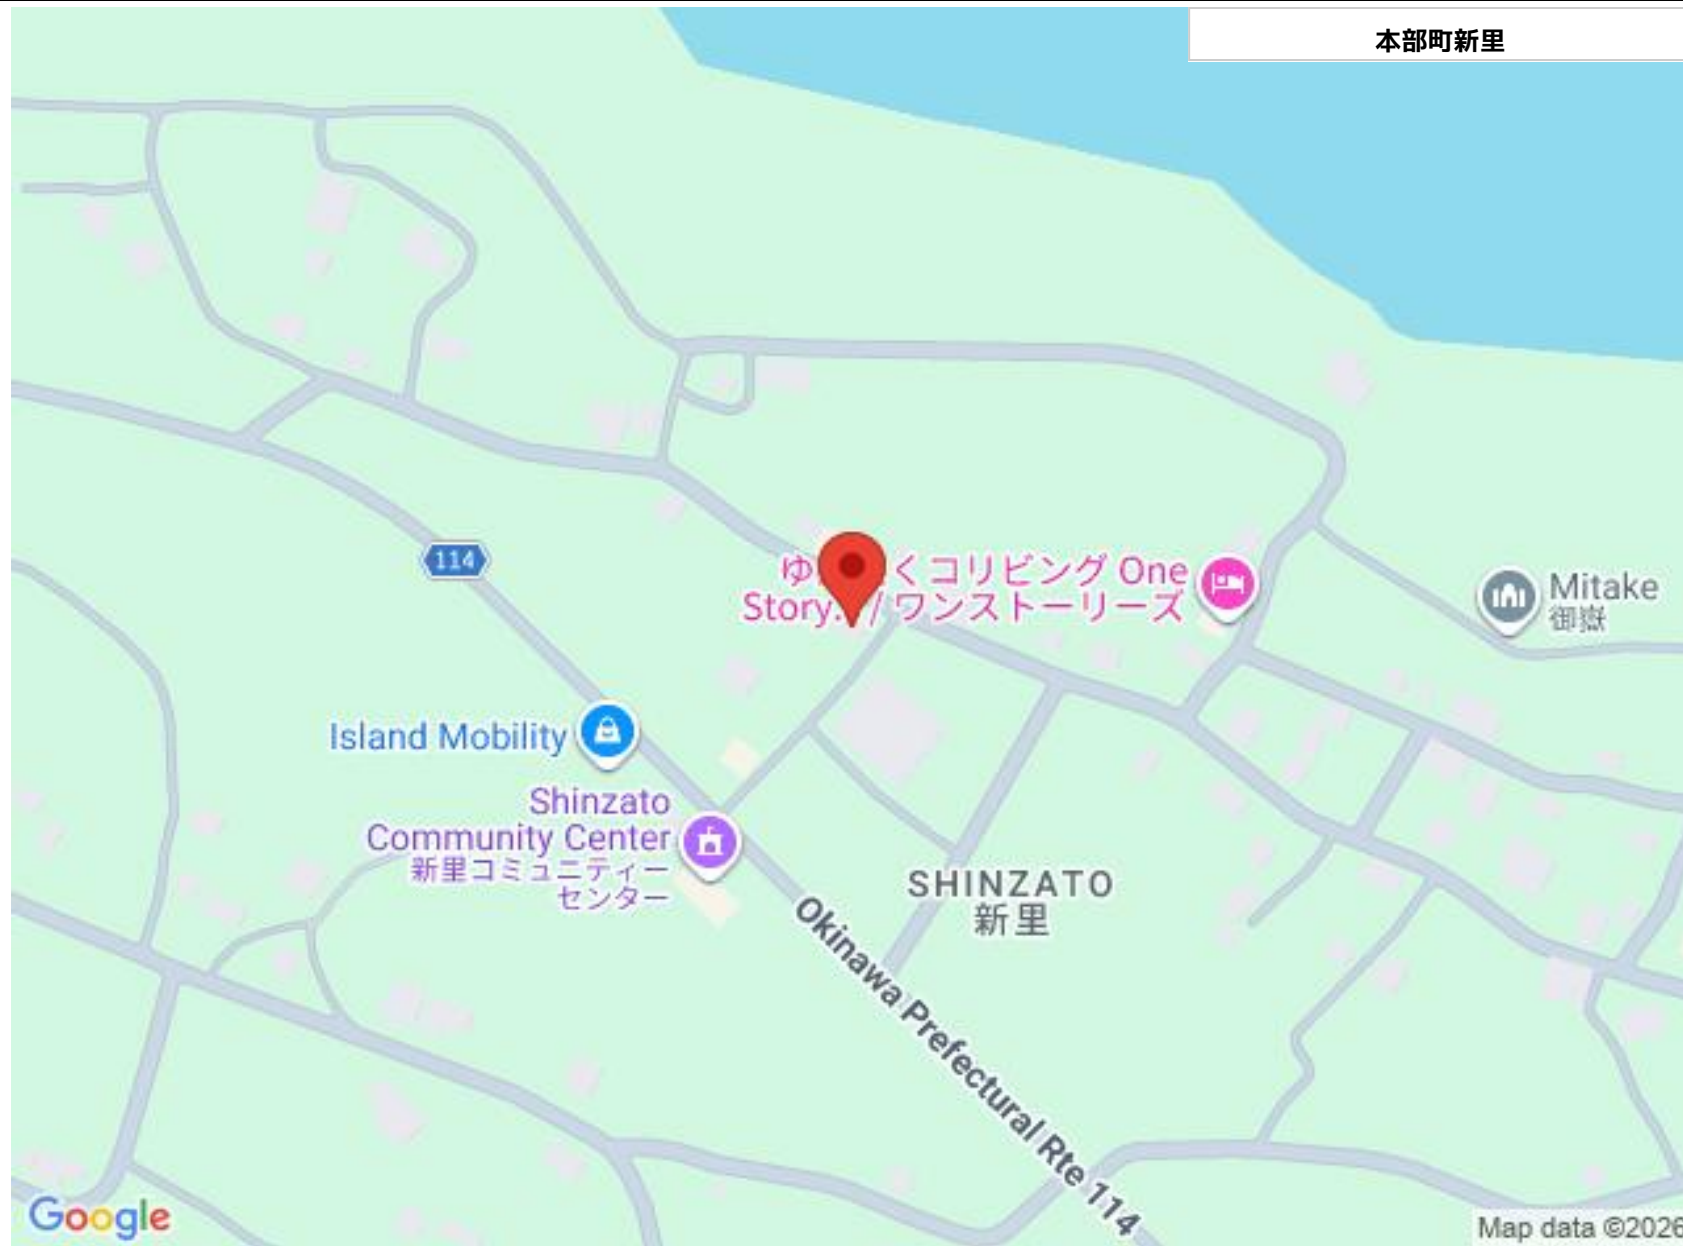 本部町新里
114
ゆ くコリビング One
Story. / ワンストーリーズ
Mitake
御嶽
Island Mobility
Shinzato
Community Center
新里コミュニティー
センター
SHINZATO
新里
Okinawa Prefectural Rte 114
Google
Map data ©2026